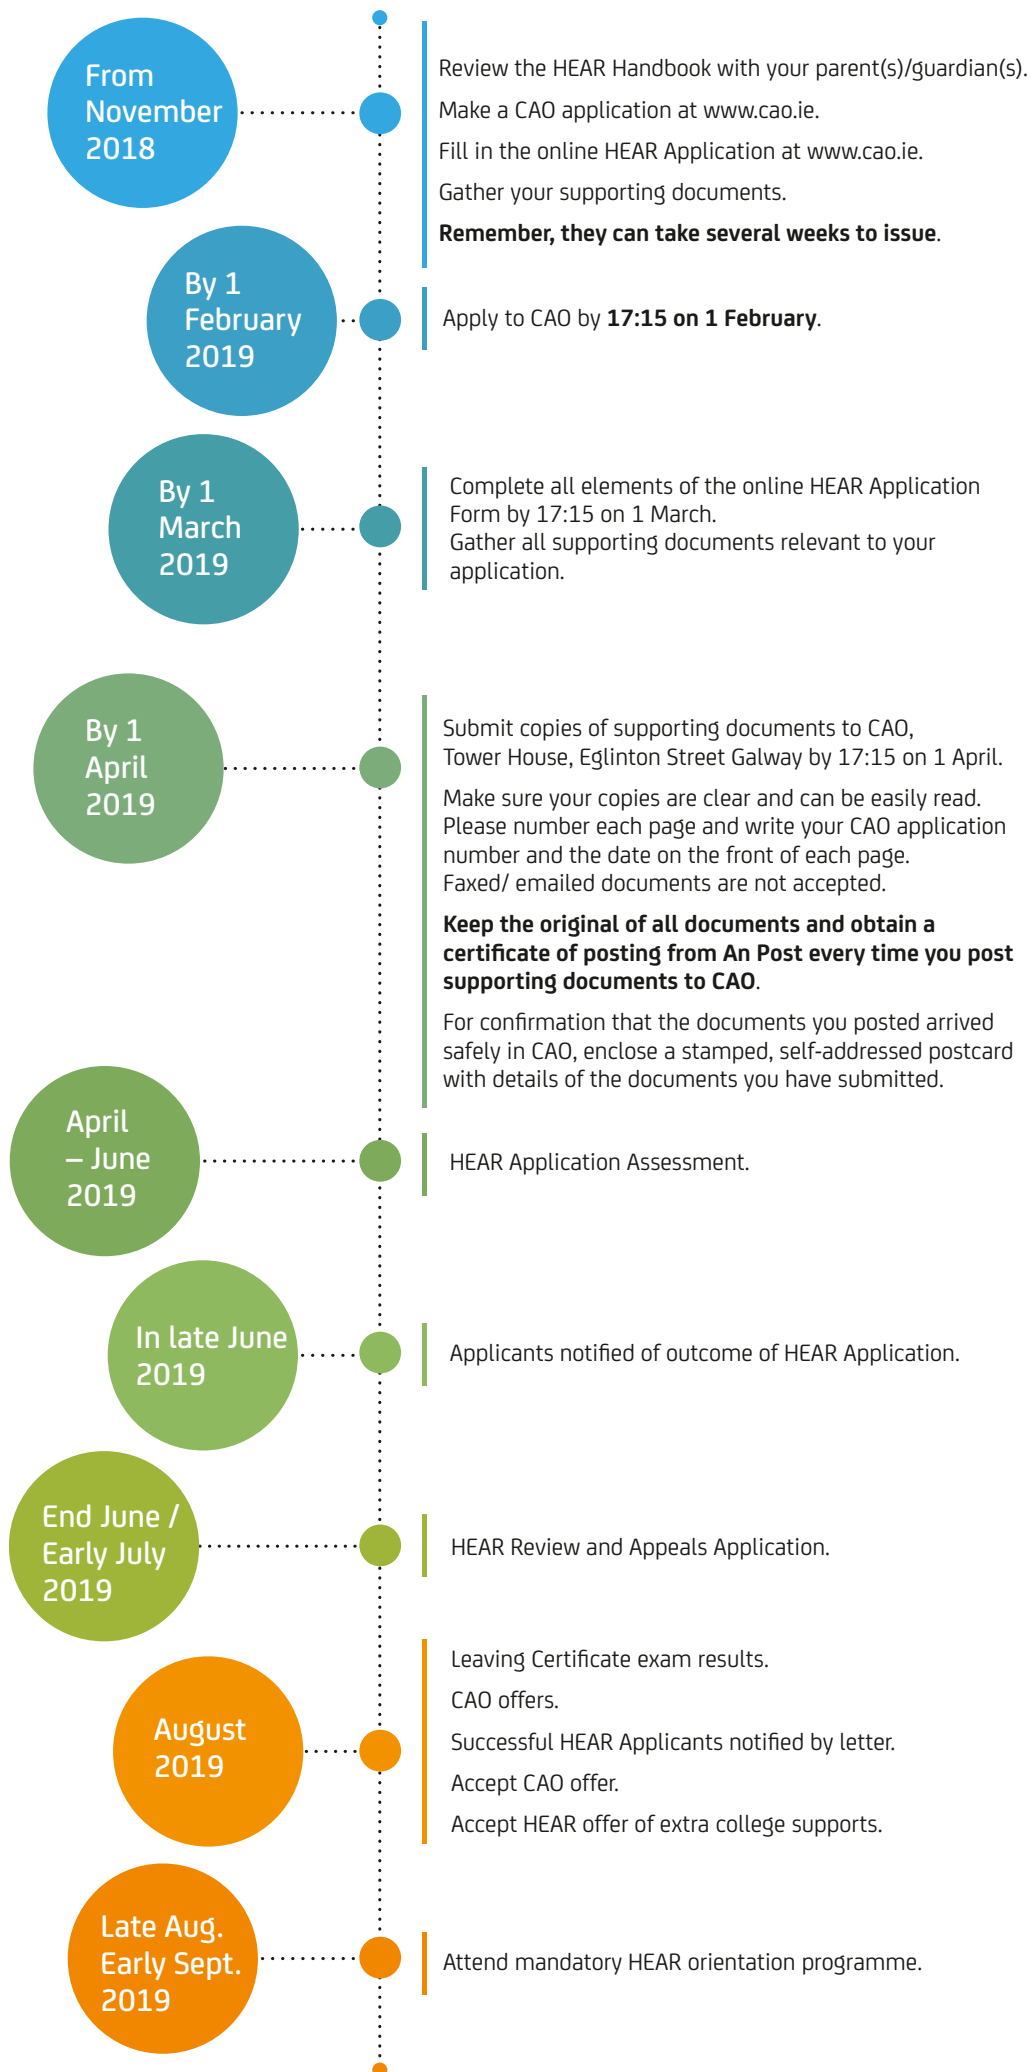 From
November
2018
Review the HEAR Handbook with your parent(s)/guardian(s).
Make a CAO application at www.cao.ie.
Fill in the online HEAR Application at www.cao.ie.
Gather your supporting documents.
Remember, they can take several weeks to issue.
By 1
February
2019
Apply to CAO by 17:15 on 1 February.
By 1
March
2019
Complete all elements of the online HEAR Application
Form by 17:15 on 1 March.
Gather all supporting documents relevant to your
application.
By 1
April
2019
Submit copies of supporting documents to CAO,
Tower House, Eglinton Street Galway by 17:15 on 1 April.
Make sure your copies are clear and can be easily read.
Please number each page and write your CAO application
number and the date on the front of each page.
Faxed/ emailed documents are not accepted.
Keep the original of all documents and obtain a
certificate of posting from An Post every time you post
supporting documents to CAO.
For confirmation that the documents you posted arrived
safely in CAO, enclose a stamped, self-addressed postcard
with details of the documents you have submitted.
April
– June
2019
HEAR Application Assessment.
In late June
2019
Applicants notified of outcome of HEAR Application.
End June /
Early July
2019
HEAR Review and Appeals Application.
August
2019
Leaving Certificate exam results.
CAO offers.
Successful HEAR Applicants notified by letter.
Accept CAO offer.
Accept HEAR offer of extra college supports.
Late Aug.
Early Sept.
2019
Attend mandatory HEAR orientation programme.